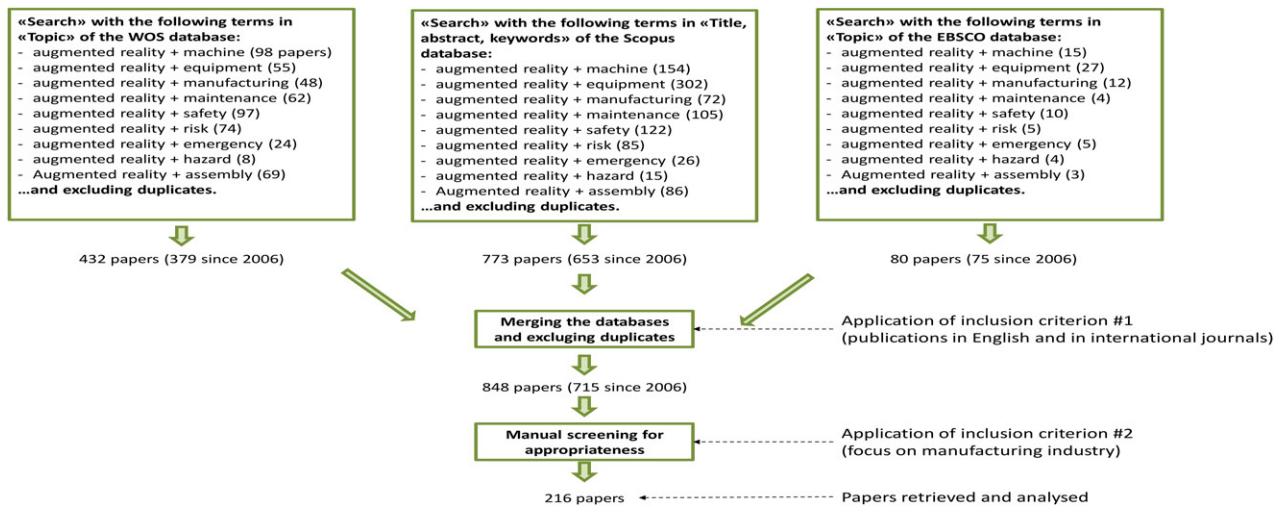 «Search» with the following terms in
«Topic» of the WOS database:
- augmented reality + machine (98 papers)
- augmented reality + equipment (55)
- augmented reality + manufacturing (48)
- augmented reality + maintenance (62)
- augmented reality + safety (97)
- augmented reality + risk (74)
- augmented reality + emergency (24)
- augmented reality + hazard (8)
- Augmented reality + assembly (69)
...and excluding duplicates.
«Search» with the following terms in «Title,
abstract, keywords» of the Scopus
database:
- augmented reality + machine (154)
- augmented reality + equipment (302)
- augmented reality + manufacturing (72)
- augmented reality + maintenance (105)
- augmented reality + safety (122)
- augmented reality + risk (85)
- augmented reality + emergency (26)
- augmented reality + hazard (15)
- Augmented reality + assembly (86)
...and excluding duplicates.
«Search» with the following terms in
«Topic» of the EBSCO database:
- augmented reality + machine (15)
- augmented reality + equipment (27)
- augmented reality + manufacturing (12)
- augmented reality + maintenance (4)
- augmented reality + safety (10)
- augmented reality + risk (5)
- augmented reality + emergency (5)
- augmented reality + hazard (4)
- Augmented reality + assembly (3)
...and excluding duplicates.
432 papers (379 since 2006)
773 papers (653 since 2006)
80 papers (75 since 2006)
Merging the databases
and excluging duplicates
Application of inclusion criterion #1
(publications in English and in international journals)
848 papers (715 since 2006)
Manual screening for
appropriateness
Application of inclusion criterion #2
(focus on manufacturing industry)
216 papers
Papers retrieved and analysed